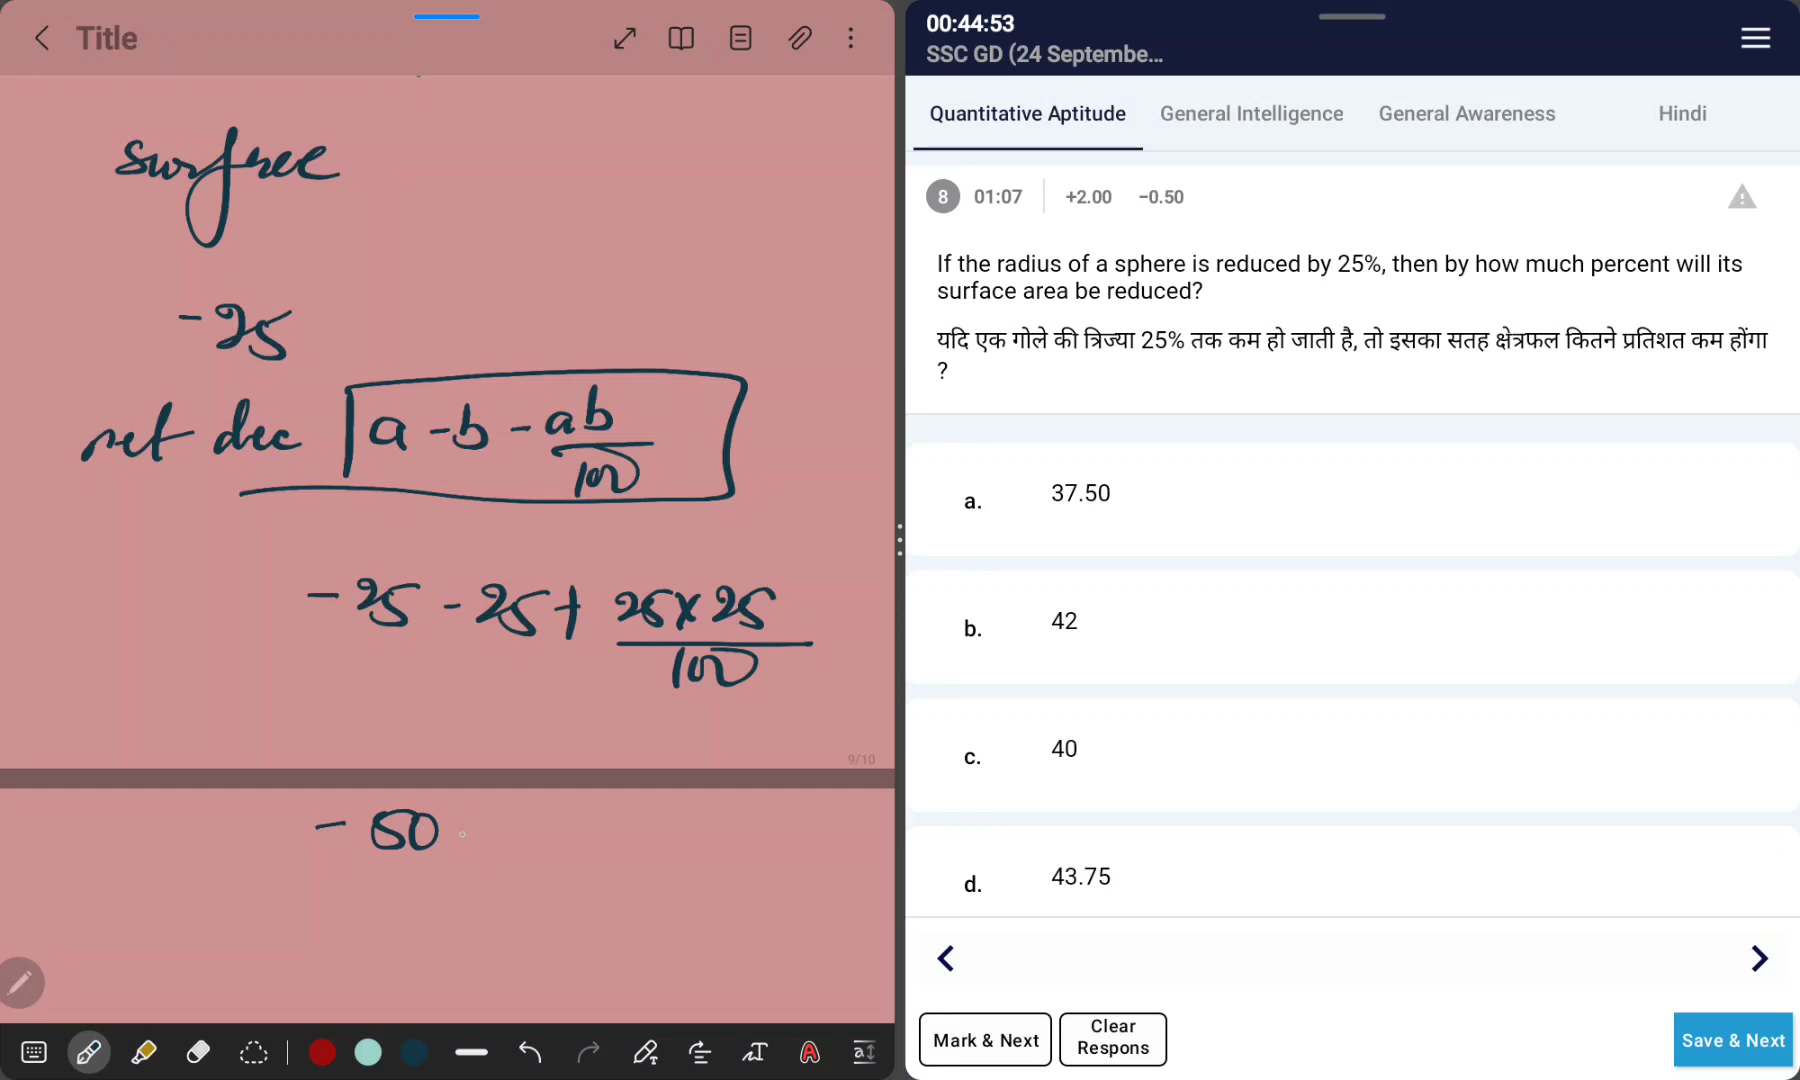 Title
surface
-25
net dec a - b - ab/100
- 25 - 25 + 25 x 25/100
9/10
- 50
00:44:53
SSC GD (24 Septembe...
Quantitative Aptitude General Intelligence General Awareness Hindi
8 01:07 +2.00 −0.50
If the radius of a sphere is reduced by 25%, then by how much percent will its
surface area be reduced?
यदि एक गोले की त्रिज्या 25% तक कम हो जाती है, तो इसका सतह क्षेत्रफल कितने प्रतिशत कम होंगा
?
a. 37.50
b. 42
c. 40
d. 43.75
Mark & Next
Clear
Respons
Save & Next